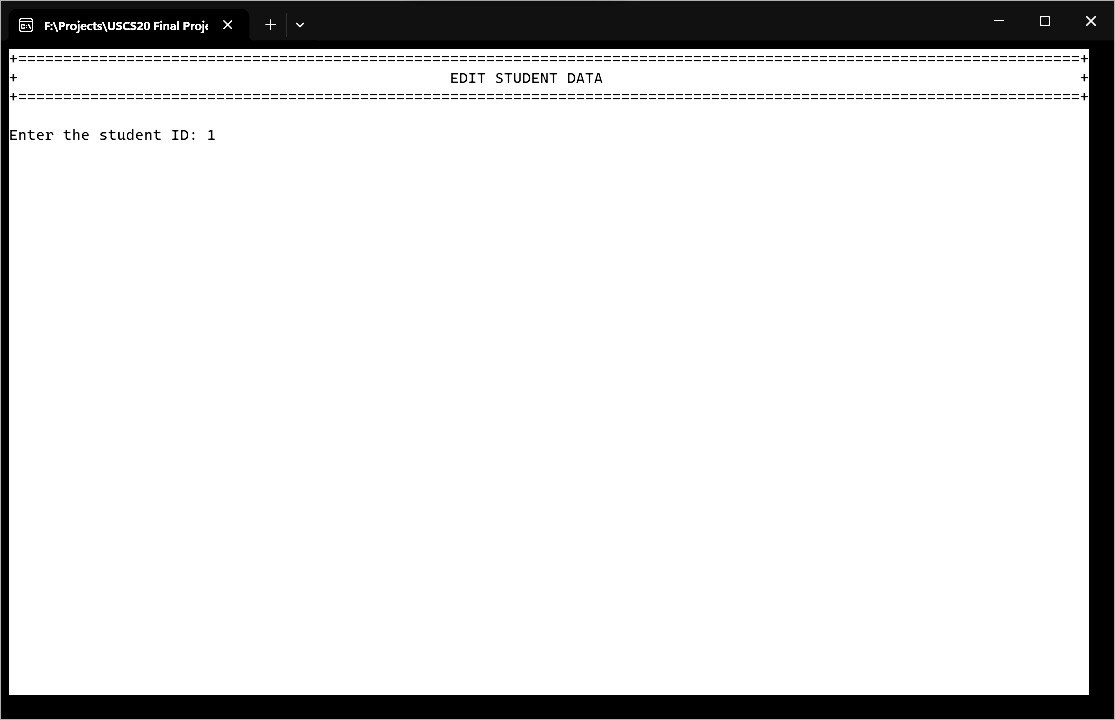 F:\Projects\USCS20 Final Proje
+======================================================================================================================+
+                                                EDIT STUDENT DATA                                                     +
+======================================================================================================================+
Enter the student ID: 1